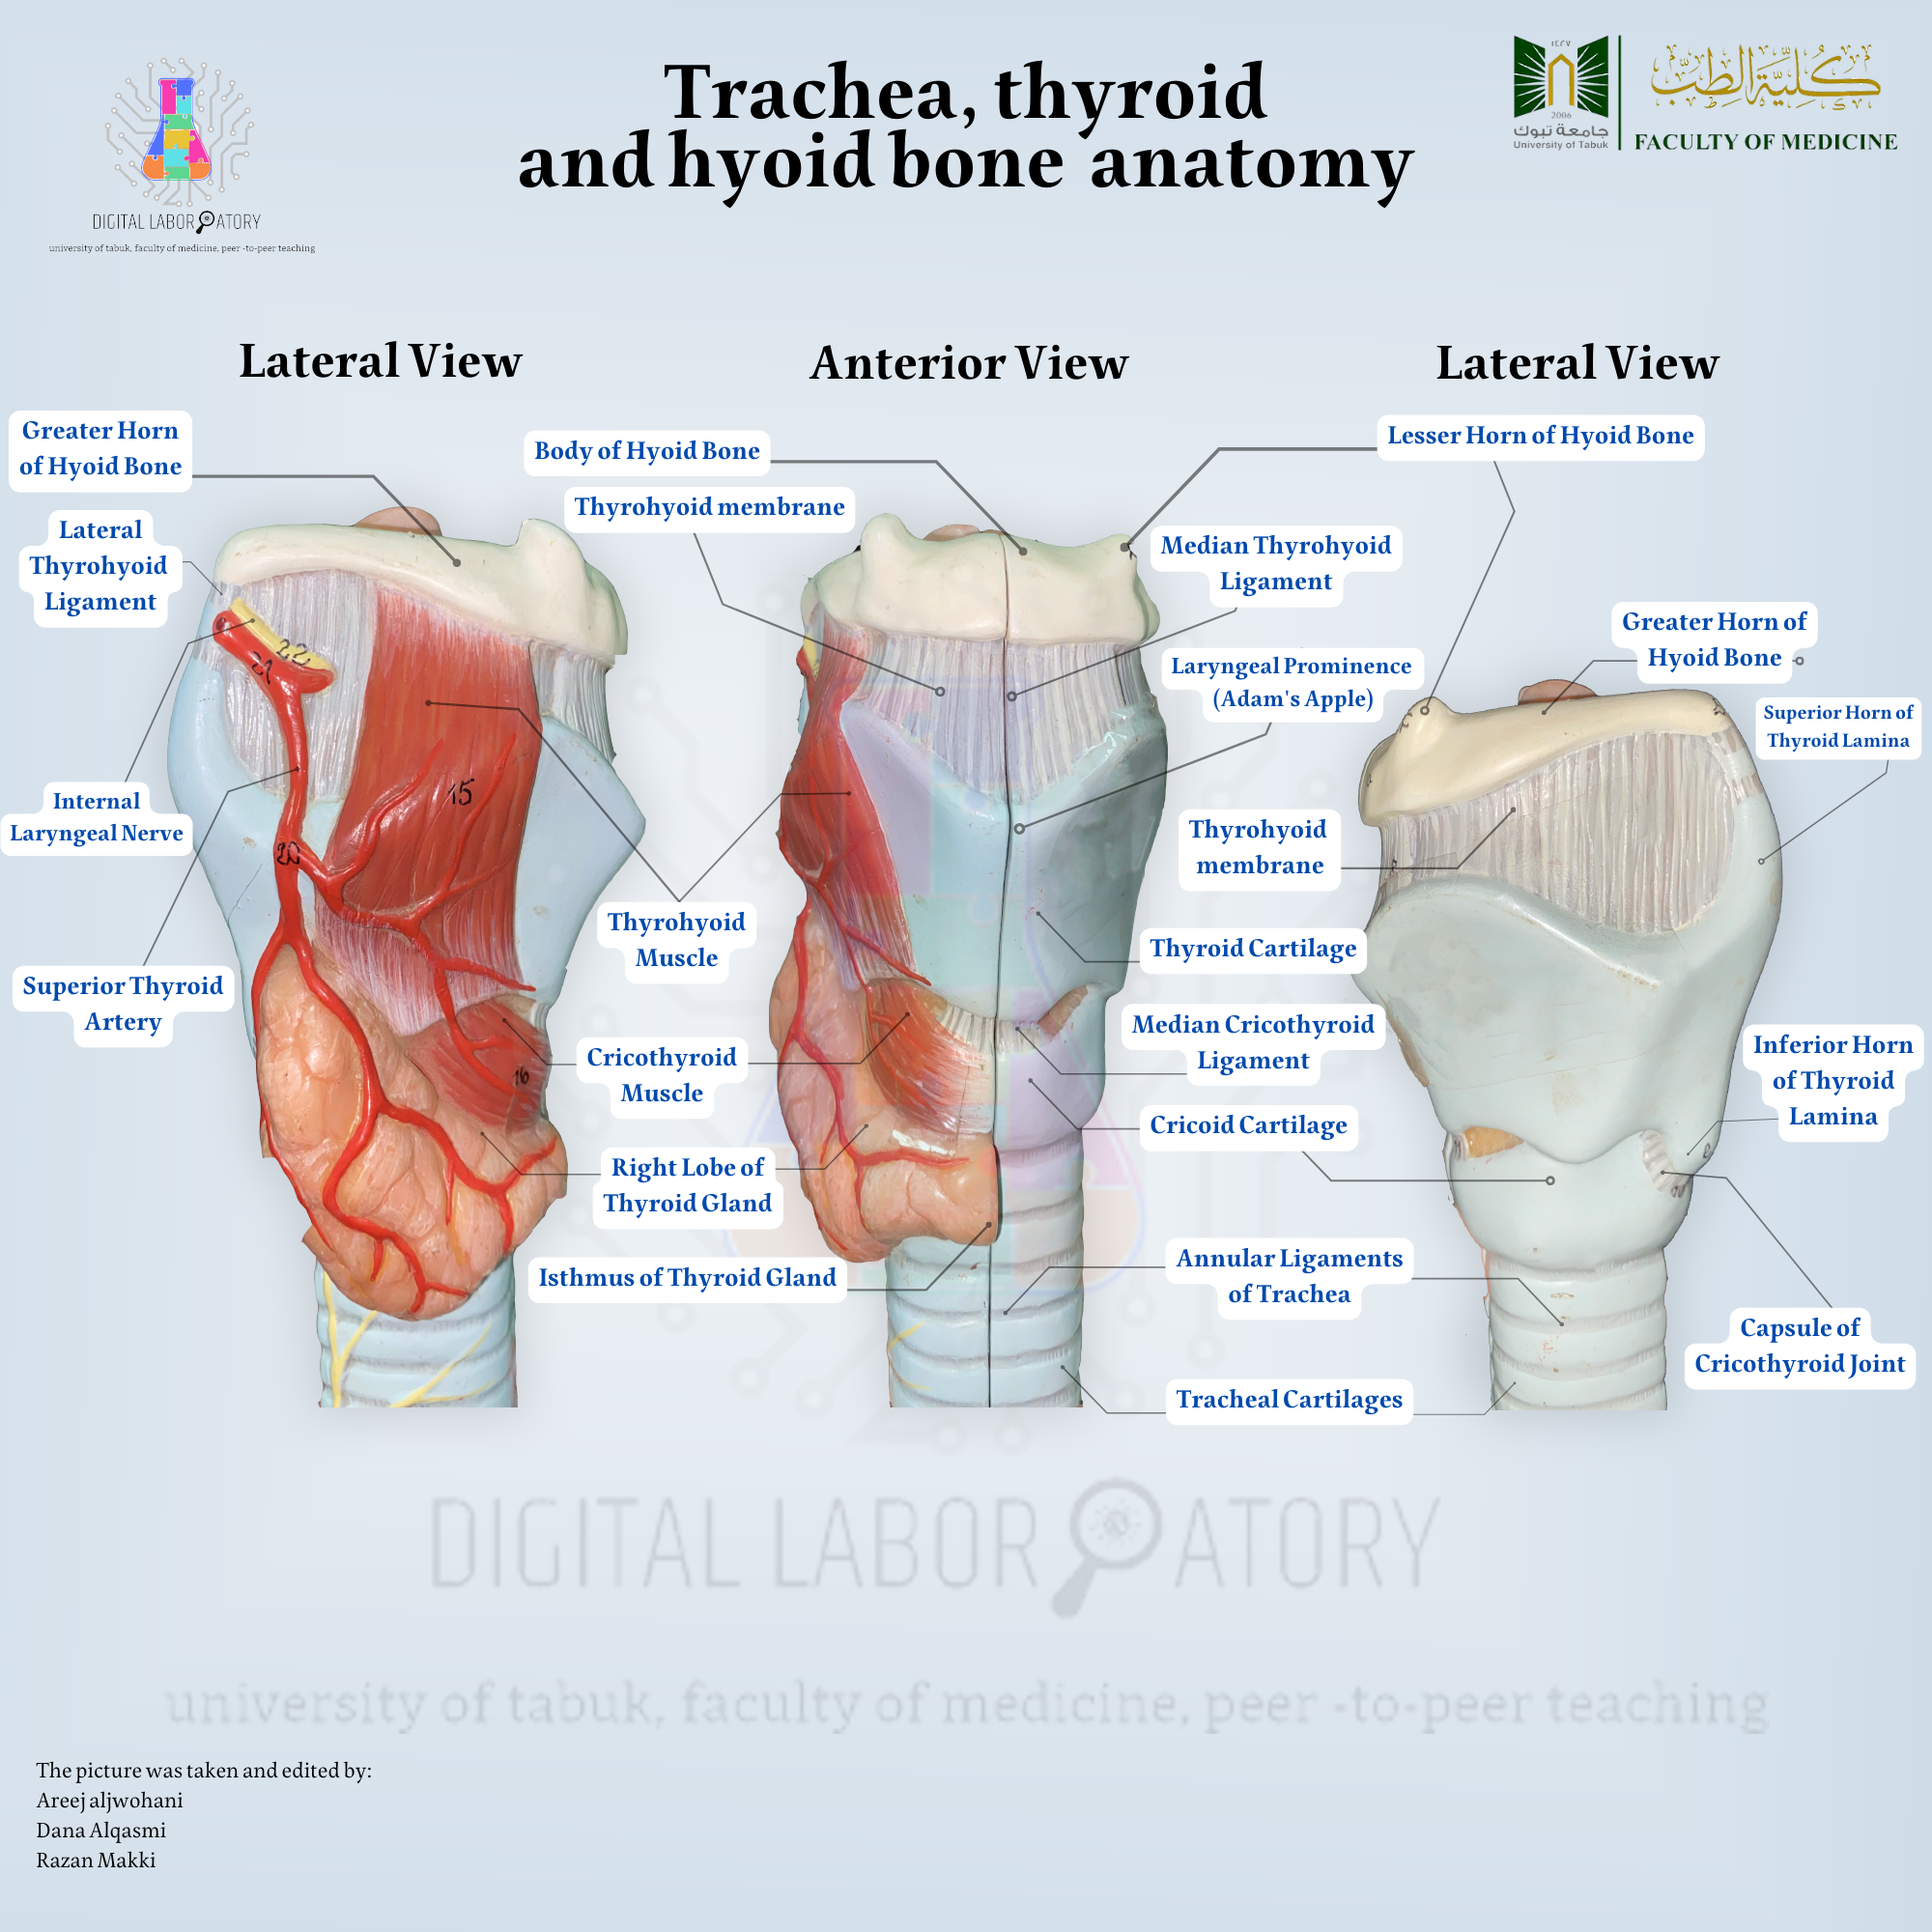 Trachea, thyroid
and hyoid bone anatomy
DIGITAL LABORATORY
university of tabuk, faculty of medicine, peer -to-peer teaching
١٤٢٧
2006
جامعة تبوك
University of Tabuk
كلية الطب
FACULTY OF MEDICINE
Lateral View
Anterior View
Lateral View
Greater Horn
of Hyoid Bone
Lateral
Thyrohyoid
Ligament
Internal
Laryngeal Nerve
Superior Thyroid
Artery
22
21
20
15
16
Body of Hyoid Bone
Thyrohyoid membrane
Thyrohyoid
Muscle
Cricothyroid
Muscle
Right Lobe of
Thyroid Gland
Isthmus of Thyroid Gland
Lesser Horn of Hyoid Bone
Median Thyrohyoid
Ligament
Laryngeal Prominence
(Adam's Apple)
Thyrohyoid
membrane
Thyroid Cartilage
Median Cricothyroid
Ligament
Cricoid Cartilage
Annular Ligaments
of Trachea
Tracheal Cartilages
Greater Horn of
Hyoid Bone
Superior Horn of
Thyroid Lamina
Inferior Horn
of Thyroid
Lamina
Capsule of
Cricothyroid Joint
DIGITAL LABORATORY
university of tabuk, faculty of medicine, peer -to-peer teaching
The picture was taken and edited by:
Areej aljwohani
Dana Alqasmi
Razan Makki